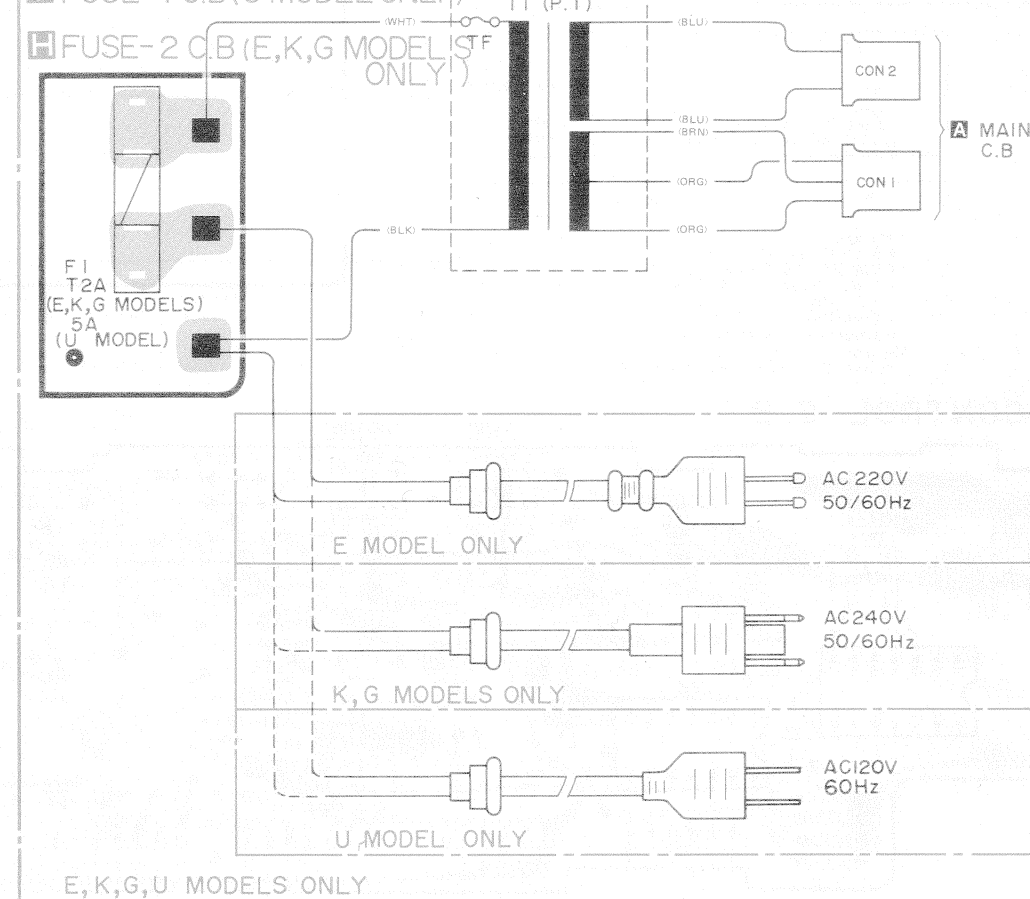 H FUSE-2 C.B (E,K,G MODELS
ONLY )
(WHT)
TF
T1 (P.T)
(BLU)
CON 2
(BLU)
(BRN)
A MAIN
C.B
(ORG)
CON 1
(BLK)
(ORG)
F1
T2A
(E,K,G MODELS)
5A
(U MODEL)
AC 220V
50/60Hz
E MODEL ONLY
AC240V
50/60Hz
K,G MODELS ONLY
AC120V
60Hz
U MODEL ONLY
E,K,G,U MODELS ONLY